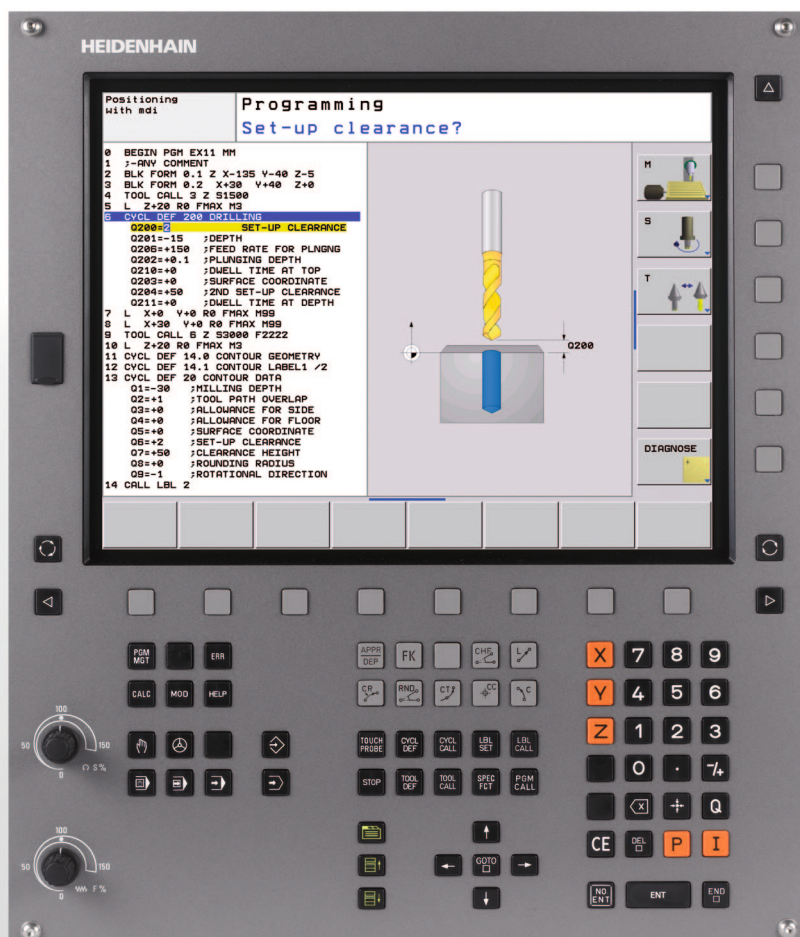 HEIDENHAIN
Positioning
with mdi
Programming
Set-up clearance?
0 BEGIN PGM EX11 MM
1 ;-ANY COMMENT
2 BLK FORM 0.1 Z X-135 Y-40 Z-5
3 BLK FORM 0.2 X+30 Y+40 Z+0
4 TOOL CALL 3 Z S1500
5 L Z+20 R0 FMAX M3
6 CYCL DEF 200 DRILLING
Q200=2 SET-UP CLEARANCE
Q201=-15 ;DEPTH
Q206=+150 ;FEED RATE FOR PLNGNG
Q202=+0.1 ;PLUNGING DEPTH
Q210=+0 ;DWELL TIME AT TOP
Q203=+0 ;SURFACE COORDINATE
Q204=+50 ;2ND SET-UP CLEARANCE
Q211=+0 ;DWELL TIME AT DEPTH
7 L X+0 Y+0 R0 FMAX M99
8 L X+30 Y+0 R0 FMAX M99
9 TOOL CALL 6 Z S3000 F2222
10 L Z+20 R0 FMAX M3
11 CYCL DEF 14.0 CONTOUR GEOMETRY
12 CYCL DEF 14.1 CONTOUR LABEL1 /2
13 CYCL DEF 20 CONTOUR DATA
Q1=-30 ;MILLING DEPTH
Q2=+1 ;TOOL PATH OVERLAP
Q3=+0 ;ALLOWANCE FOR SIDE
Q4=+0 ;ALLOWANCE FOR FLOOR
Q5=+0 ;SURFACE COORDINATE
Q6=+2 ;SET-UP CLEARANCE
Q7=+50 ;CLEARANCE HEIGHT
Q8=+0 ;ROUNDING RADIUS
Q9=-1 ;ROTATIONAL DIRECTION
14 CALL LBL 2
Q200
M
S
T
DIAGNOSE
PGM MGT
ERR
CALC MOD HELP
APPR DEP
FK
CHF
L
CR RND CT CC C
TOUCH PROBE
CYCL DEF
CYCL CALL
LBL SET
LBL CALL
STOP
TOOL DEF
TOOL CALL
SPEC FCT
PGM CALL
GOTO
X 7 8 9
Y 4 5 6
Z 1 2 3
0 . -/+
X Q
CE DEL P I
NO ENT
ENT
END
100
50 150
0 S %
100
50 150
0 F %